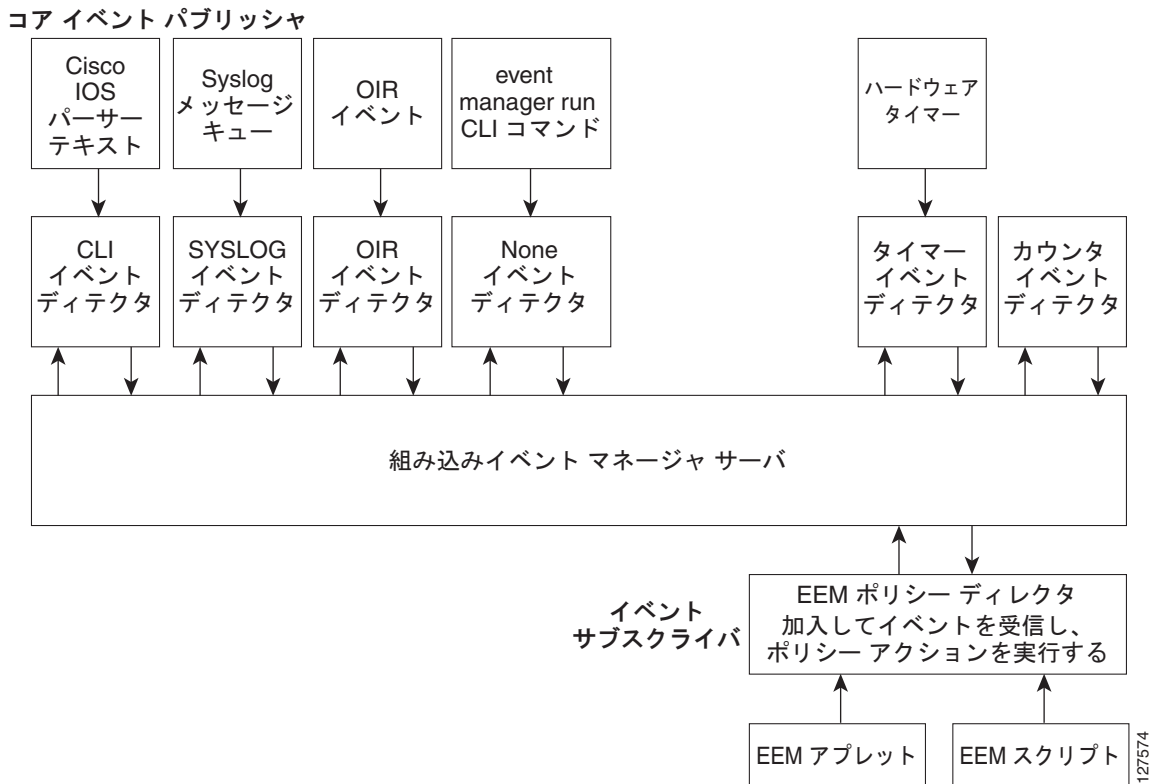 コア イベント パブリッシャ
Cisco
IOS
パーサー
テキスト
Syslog
メッセージ
キュー
OIR
イベント
event
manager run
CLI コマンド
ハードウェア
タイマー
CLI
イベント
ディテクタ
SYSLOG
イベント
ディテクタ
OIR
イベント
ディテクタ
None
イベント
ディテクタ
タイマー
イベント
ディテクタ
カウンタ
イベント
ディテクタ
組み込みイベント マネージャ サーバ
イベント
サブスクライバ
EEM ポリシー ディレクタ
加入してイベントを受信し、
ポリシー アクションを実行する
EEM アプレット
EEM スクリプト
127574